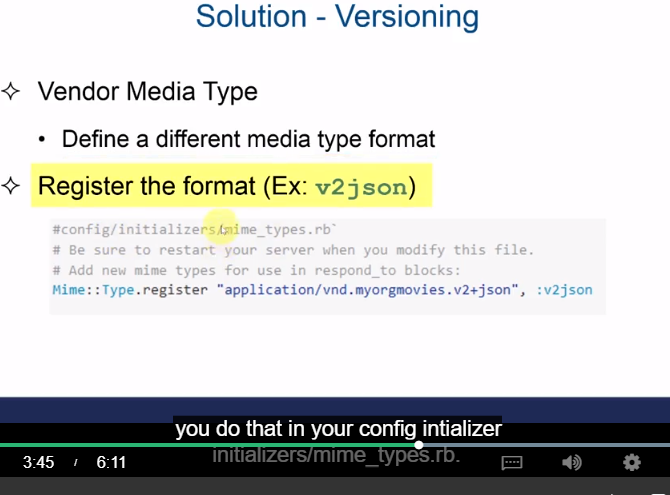 Solution - Versioning
✧ Vendor Media Type
• Define a different media type format
✧ Register the format (Ex: v2json)
#config/initializers/mime_types.rb`
# Be sure to restart your server when you modify this file.
# Add new mime types for use in respond_to blocks:
Mime::Type.register "application/vnd.myorgmovies.v2+json", :v2json
you do that in your config intializer
initializers/mime_types.rb.
3:45 / 6:11